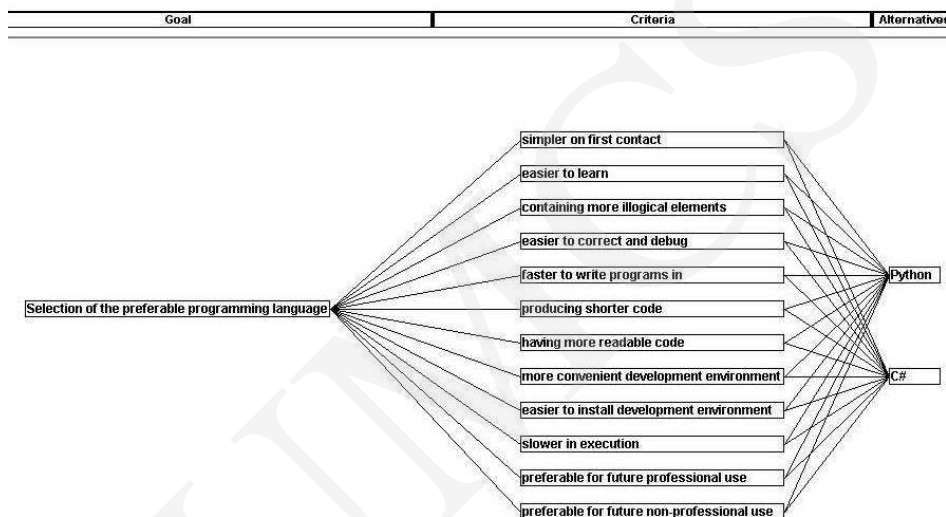 Goal Criteria Alternatives
simpler on first contact
easier to learn
containing more illogical elements
easier to correct and debug
faster to write programs in
Python
Selection of the preferable programming language
producing shorter code
having more readable code
more convenient development environment
C#
easier to install development environment
slower in execution
preferable for future professional use
preferable for future non-professional use
UMCS